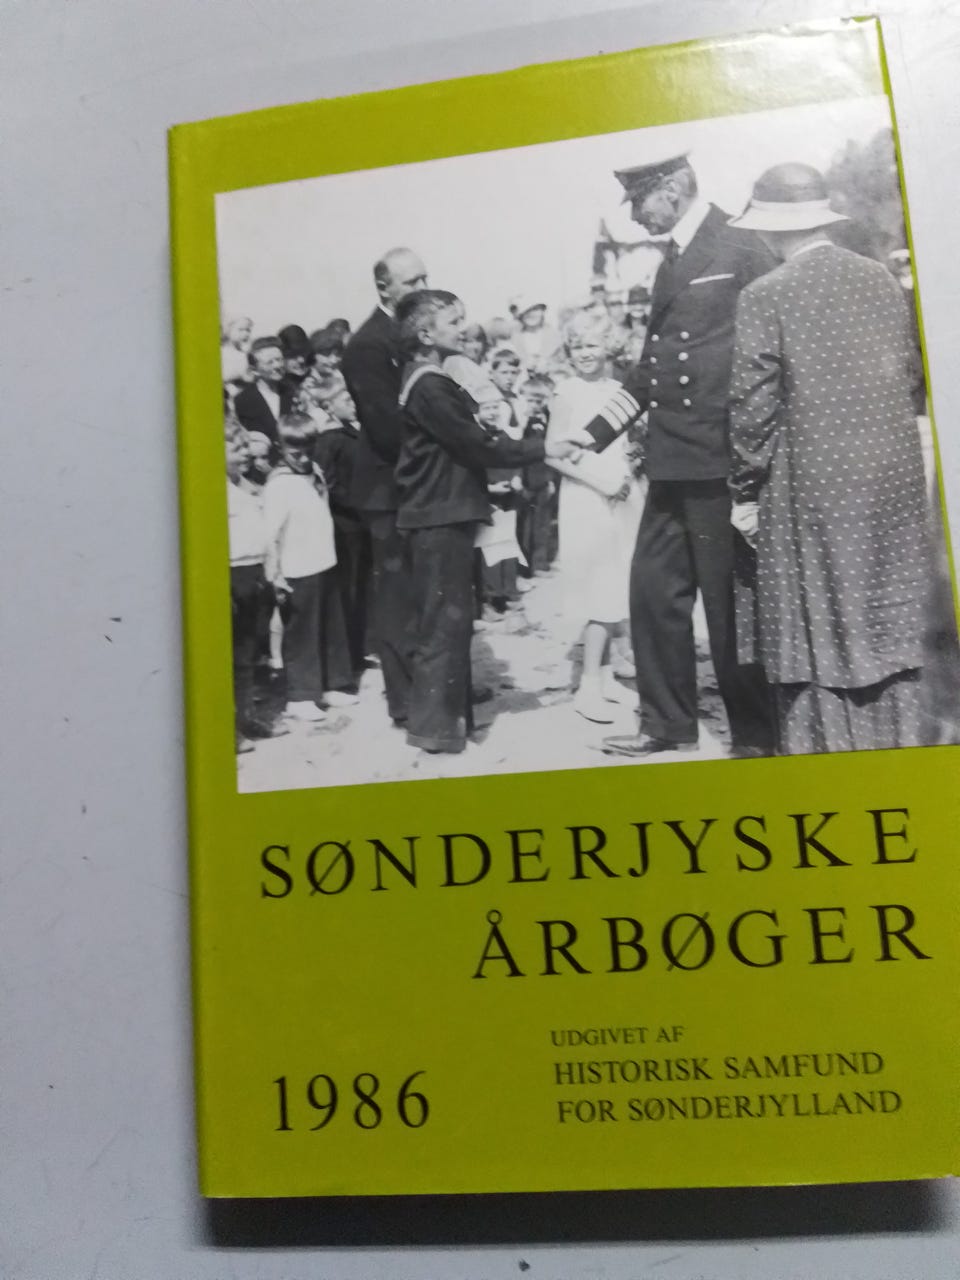 SØNDERJYSKE
ÅRBØGER
1986
UDGIVET AF
HISTORISK SAMFUND
FOR SØNDERJYLLAND